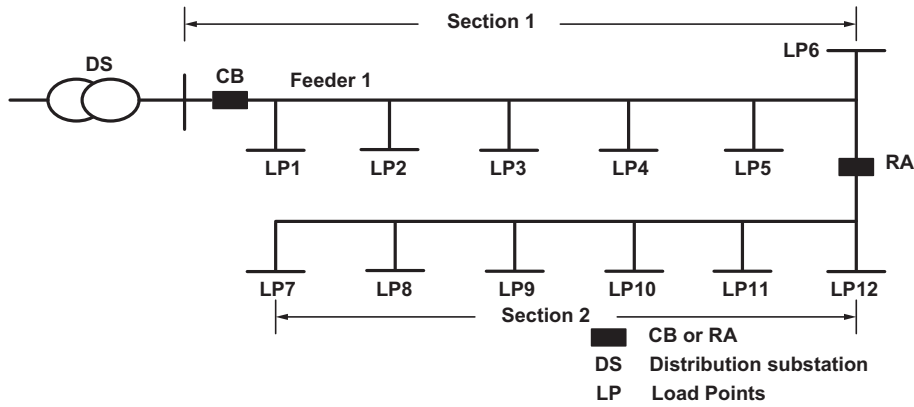 Section 1
LP6
DS
CB
Feeder 1
LP1 LP2 LP3 LP4 LP5
RA
LP7 LP8 LP9 LP10 LP11 LP12
Section 2
CB or RA
DS Distribution substation
LP Load Points